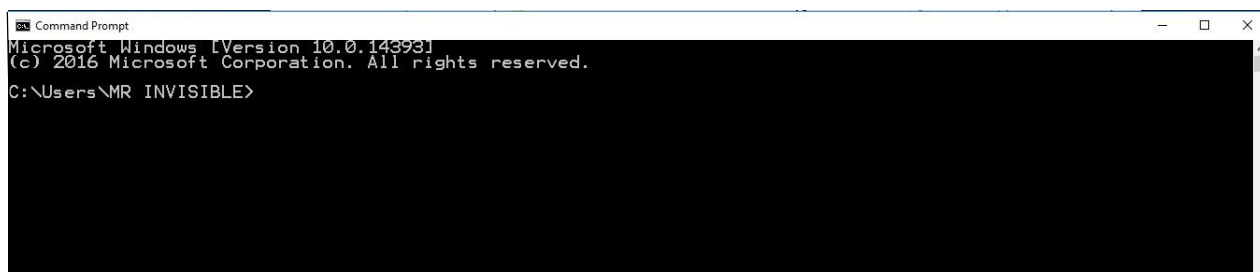 Command Prompt
Microsoft Windows [Version 10.0.14393]
(c) 2016 Microsoft Corporation. All rights reserved.
C:\Users\MR INVISIBLE>